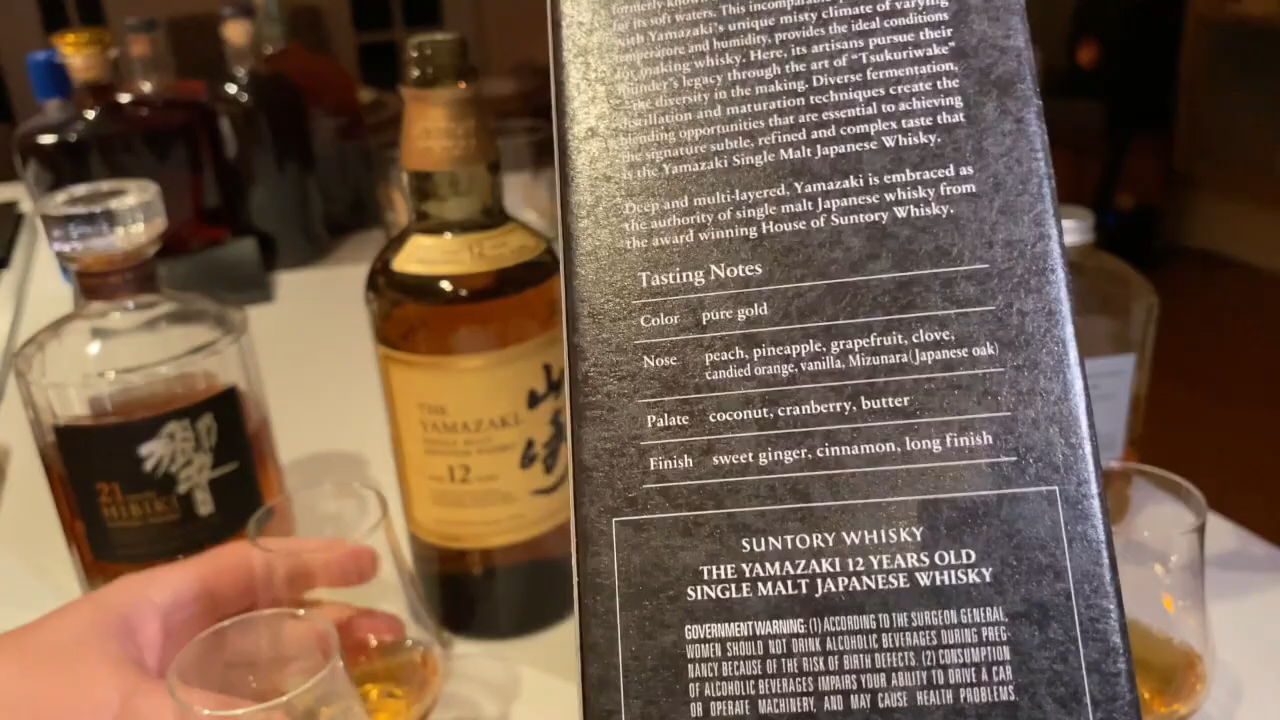 formerly know
for its soft waters. This incomparable
with Yamazaki's unique misty climate of varying
temperature and humidity, provides the ideal conditions
for making whisky. Here, its artisans pursue their
founder's legacy through the art of "Tsukuriwake"
the diversity in the making. Diverse fermentation,
distillation and maturation techniques create the
blending opportunities that are essential to achieving
the signature subtle, refined and complex taste that
is the Yamazaki Single Malt Japanese Whisky.
Deep and multi-layered, Yamazaki is embraced as
the authority of single malt Japanese whisky from
the award winning House of Suntory Whisky.
Tasting Notes
Color pure gold
Nose peach, pineapple, grapefruit, clove,
candied orange, vanilla, Mizunara (Japanese oak)
Palate coconut, cranberry, butter
Finish sweet ginger, cinnamon, long finish
SUNTORY WHISKY
THE YAMAZAKI 12 YEARS OLD
SINGLE MALT JAPANESE WHISKY
GOVERNMENT WARNING: (1) ACCORDING TO THE SURGEON GENERAL,
WOMEN SHOULD NOT DRINK ALCOHOLIC BEVERAGES DURING PREG-
NANCY BECAUSE OF THE RISK OF BIRTH DEFECTS. (2) CONSUMPTION
OF ALCOHOLIC BEVERAGES IMPAIRS YOUR ABILITY TO DRIVE A CAR
OR OPERATE MACHINERY, AND MAY CAUSE HEALTH PROBLEMS.
12
THE
YAMAZAKI
SINGLE MALT
JAPANESE WHISKY
12
山崎
響
21
HIBIKI